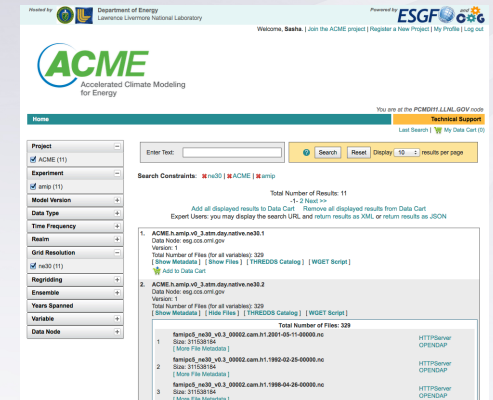 Hosted by
Department of Energy
Lawrence Livermore National Laboratory
Powered by ESGF and COG
Welcome, Sasha. | Join the ACME project | Register a New Project | My Profile | Log out
ACME
Accelerated Climate Modeling
for Energy
You are at the PCMDI11.LLNL.GOV node
Home
Technical Support
Last Search | My Data Cart (0)
Project
ACME (11)
Experiment
amip (11)
Model Version
Data Type
Time Frequency
Realm
Grid Resolution
ne30 (11)
Regridding
Ensemble
Years Spanned
Variable
Data Node
Enter Text:
Search Reset Display 10 results per page
Search Constraints: ne30 | ACME | amip
Total Number of Results: 11
-1- 2 Next >>
Add all displayed results to Data Cart Remove all displayed results from Data Cart
Expert Users: you may display the search URL and return results as XML or return results as JSON
1. ACME.h.amip.v0_3.atm.day.native.ne30.1
Data Node: esg.ccs.ornl.gov
Version: 1
Total Number of Files (for all variables): 329
[ Show Metadata ] [ Show Files ] [ THREDDS Catalog ] [ WGET Script ]
Add to Data Cart
2. ACME.h.amip.v0_3.atm.day.native.ne30.2
Data Node: esg.ccs.ornl.gov
Version: 1
Total Number of Files (for all variables): 329
[ Show Metadata ] [ Hide Files ] [ THREDDS Catalog ] [ WGET Script ]
Total Number of Files: 329
1 famipc5_ne30_v0.3_00002.cam.h1.2001-05-11-00000.nc
Size: 311538184
[ More File Metadata ]
HTTPServer
OPENDAP
2 famipc5_ne30_v0.3_00002.cam.h1.1992-02-25-00000.nc
Size: 311538184
[ More File Metadata ]
HTTPServer
OPENDAP
3 famipc5_ne30_v0.3_00002.cam.h1.1998-04-26-00000.nc
Size: 311538184
[ More File Metadata ]
HTTPServer
OPENDAP